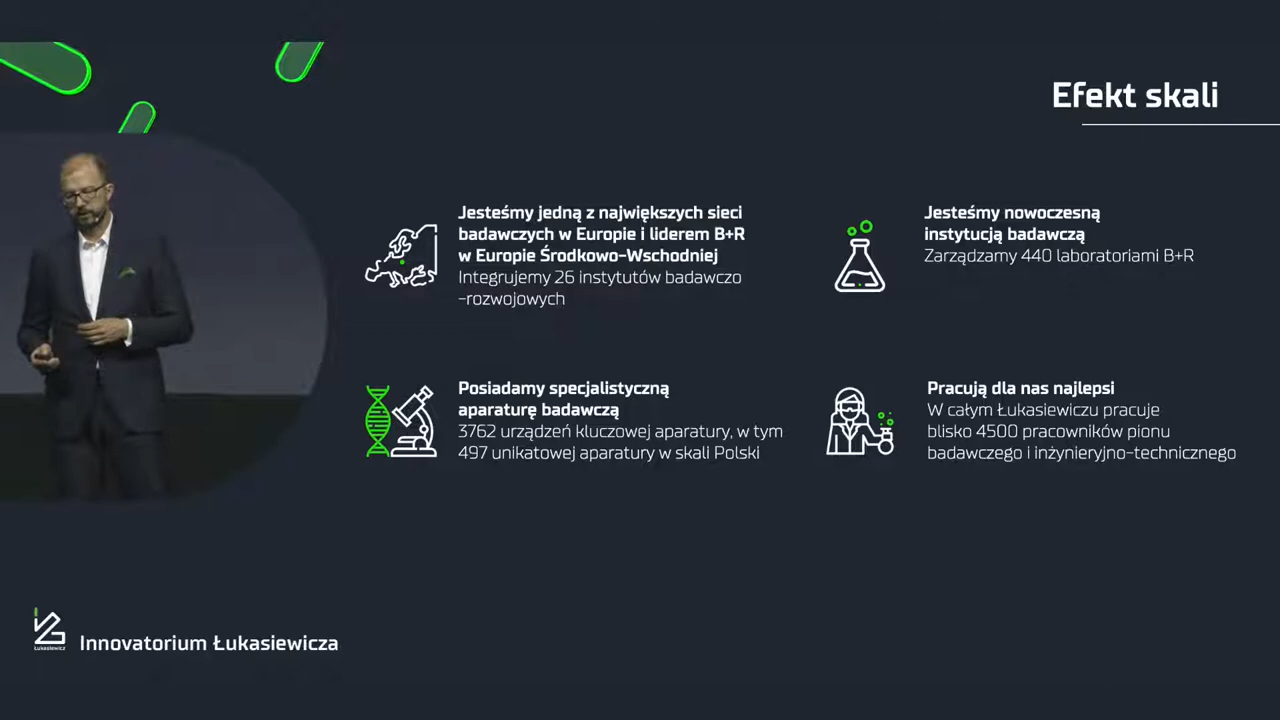 Efekt skali
Jesteśmy jedną z największych sieci
badawczych w Europie i liderem B+R
w Europie Środkowo-Wschodniej
Integrujemy 26 instytutów badawczo
-rozwojowych
Jesteśmy nowoczesną
instytucją badawczą
Zarządzamy 440 laboratoriami B+R
Posiadamy specjalistyczną
aparaturę badawczą
3762 urządzeń kluczowej aparatury, w tym
497 unikatowej aparatury w skali Polski
Pracują dla nas najlepsi
W całym Łukasiewiczu pracuje
blisko 4500 pracowników pionu
badawczego i inżynieryjno-technicznego
Łukasiewicz
Innovatorium Łukasiewicza